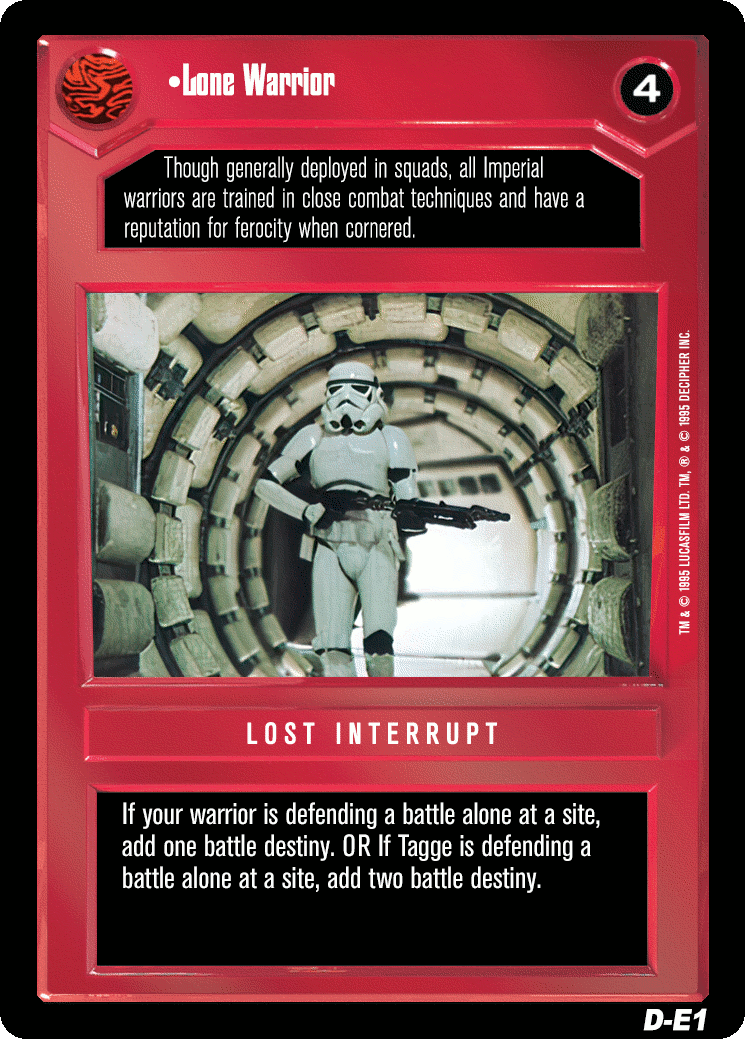 •Lone Warrior
4
Though generally deployed in squads, all Imperial
warriors are trained in close combat techniques and have a
reputation for ferocity when cornered.
TM & © 1995 LUCASFILM LTD. TM, ® & © 1995 DECIPHER INC.
LOST INTERRUPT
If your warrior is defending a battle alone at a site,
add one battle destiny. OR If Tagge is defending a
battle alone at a site, add two battle destiny.
D-E1